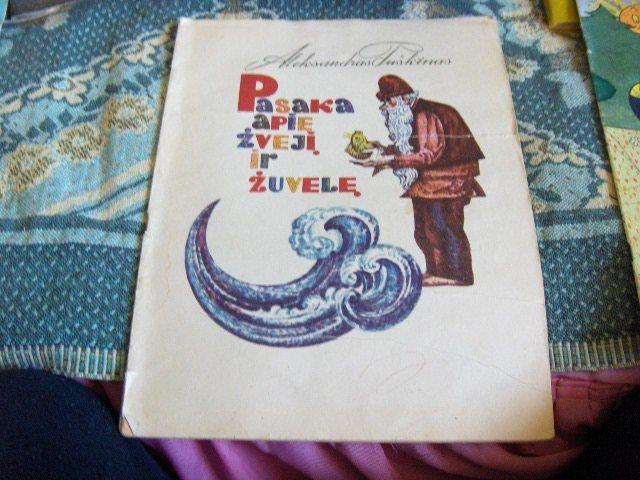 Aleksandras Puškinas
Pasaka
apie
žvejį
ir
žuvelę